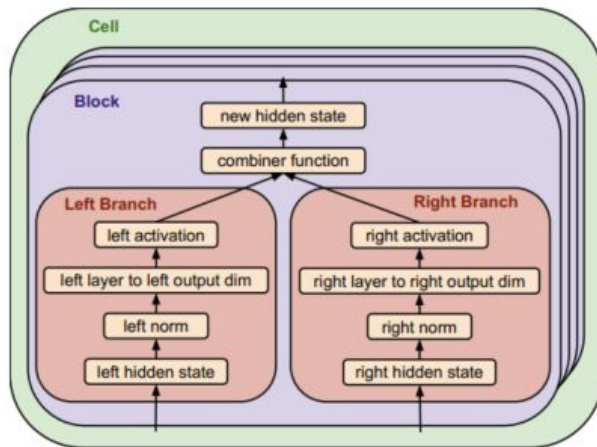 Cell
Block
new hidden state
combiner function
Left Branch
left activation
left layer to left output dim
left norm
left hidden state
Right Branch
right activation
right layer to right output dim
right norm
right hidden state